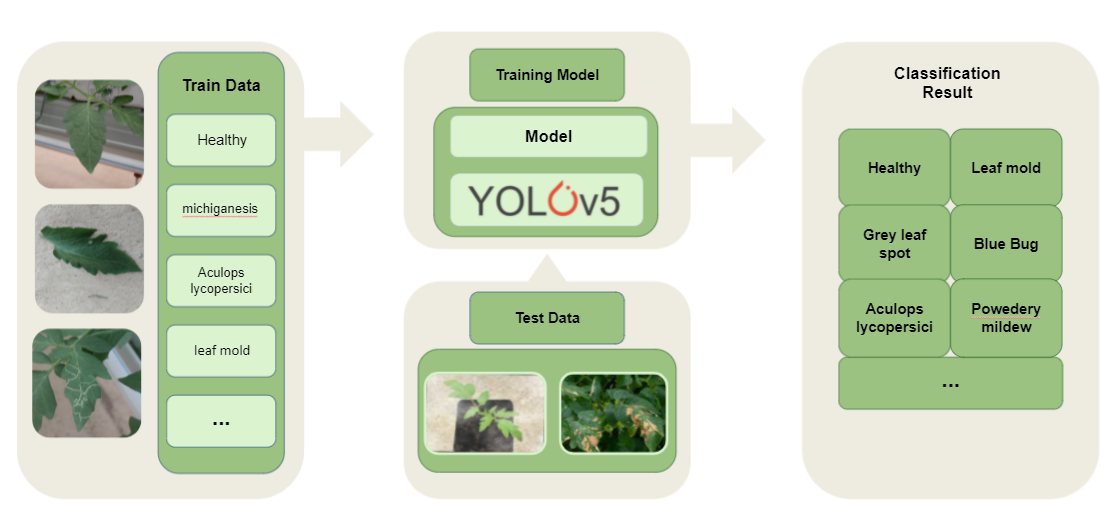 Train Data
Healthy
michiganesis
Aculops
lycopersici
leaf mold
...
Training Model
Model
YOLOv5
Test Data
Classification
Result
Healthy
Leaf mold
Grey leaf
spot
Blue Bug
Aculops
lycopersici
Powedery
mildew
...